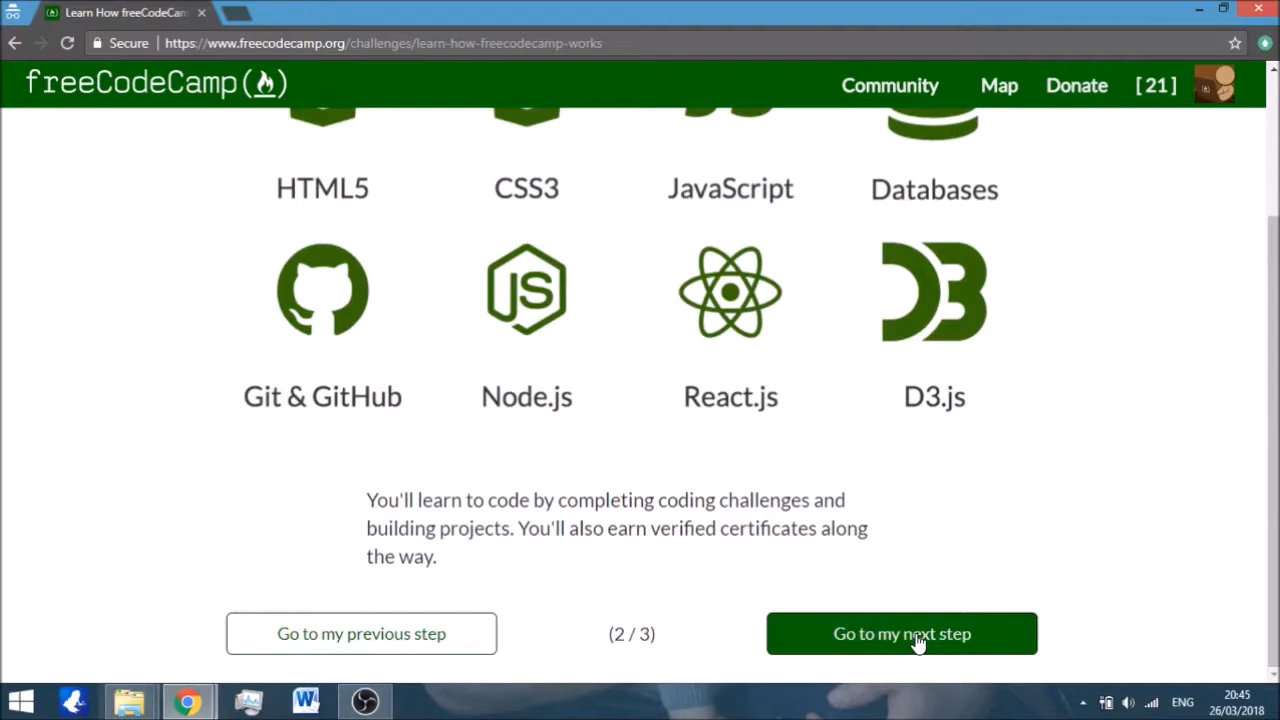 Learn How freeCodeCam
Secure | https://www.freecodecamp.org/challenges/learn-how-freecodecamp-works
freeCodeCamp Community Map Donate [ 21 ]
HTML5 CSS3 JavaScript Databases
JS
D3
Git & GitHub Node.js React.js D3.js
You'll learn to code by completing coding challenges and
building projects. You'll also earn verified certificates along
the way.
Go to my previous step (2 / 3) Go to my next step
ENG 20:45
26/03/2018